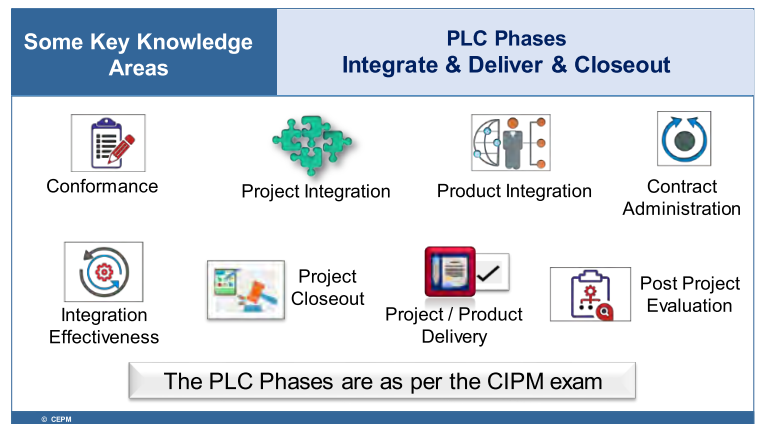 Some Key Knowledge
Areas
PLC Phases
Integrate & Deliver & Closeout
Conformance
Project Integration
Product Integration
Contract
Administration
Integration
Effectiveness
Project
Closeout
Project / Product
Delivery
Post Project
Evaluation
The PLC Phases are as per the CIPM exam
© CEPM